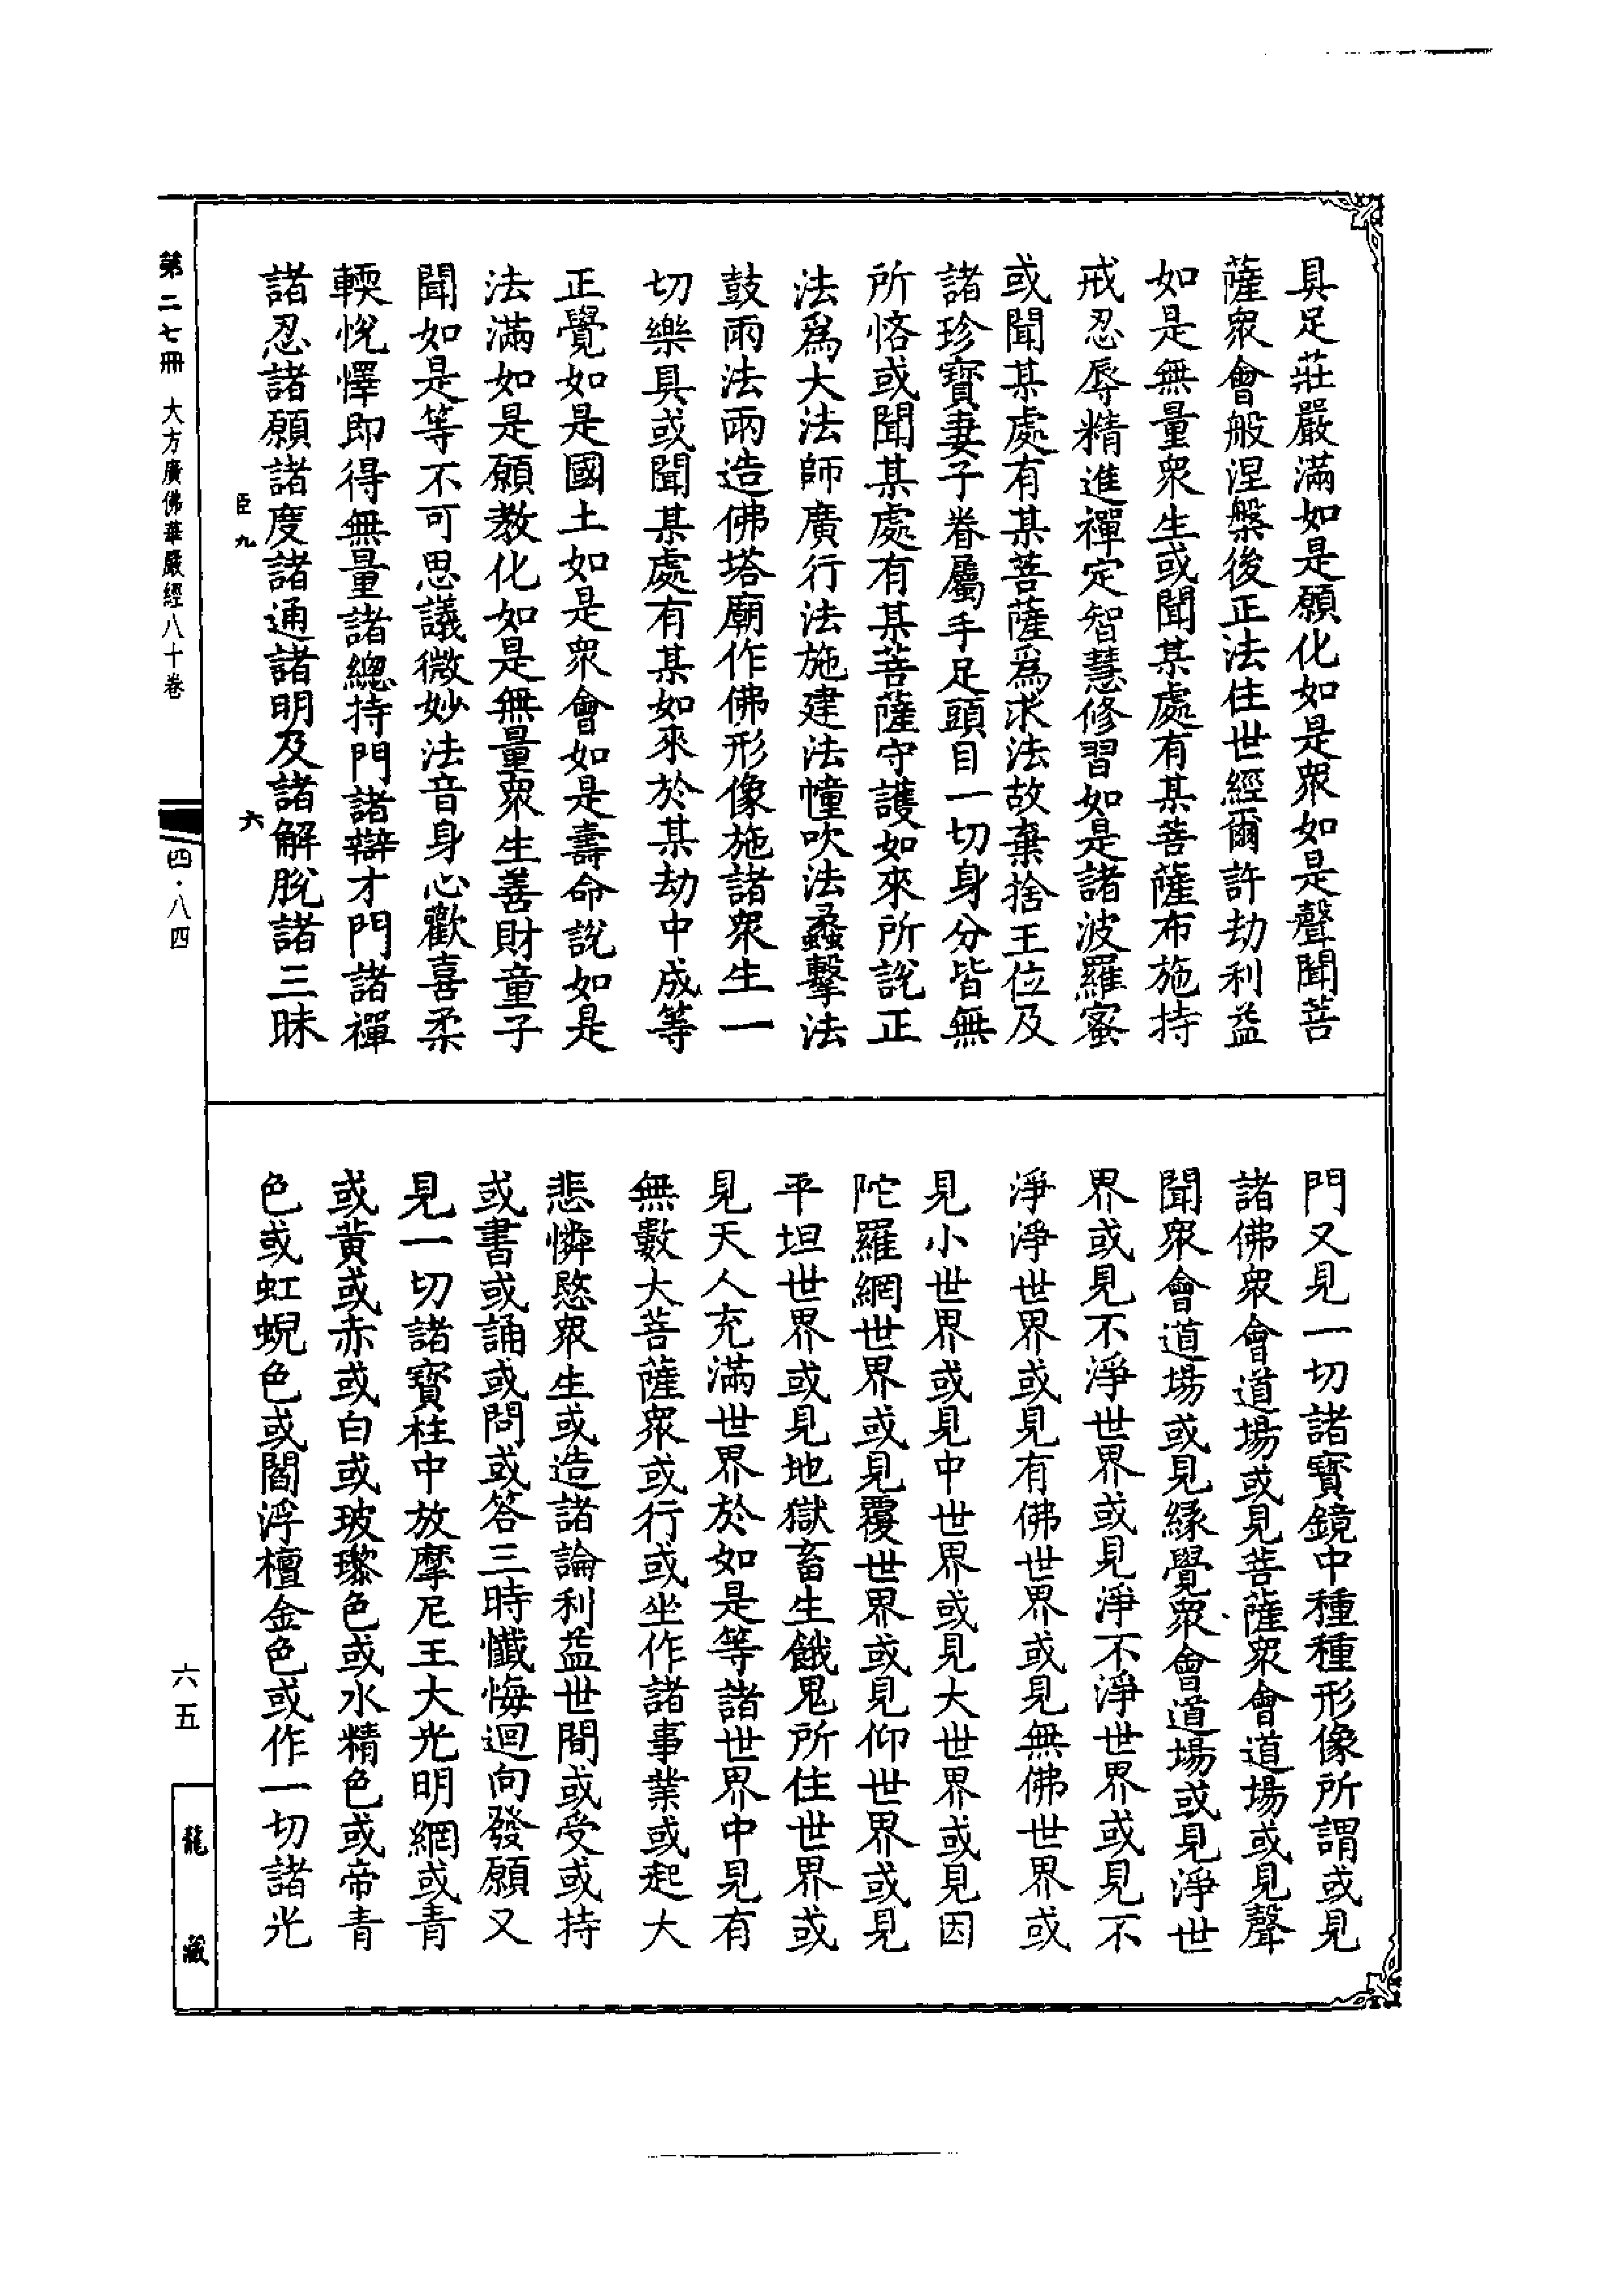 具足莊嚴滿如是願化如是衆如是聲聞菩
薩衆會般涅槃後正法住世經爾許劫利益
如是無量衆生或聞某處有某菩薩布施持
戒忍辱精進禪定智慧修習如是諸波羅蜜
或聞某處有某菩薩爲求法故棄捨王位及
諸珍寶妻子眷屬手足頭目一切身分皆無
所悋或聞某處有某菩薩守護如來所說正
法爲大法師廣行法施建法幢吹法蠡擊法
鼓雨法雨造佛塔廟作佛形像施諸衆生一
切樂具或聞某處有某如來於某劫中成等
正覺如是國土如是衆會如是壽命說如是
法滿如是願教化如是無量衆生善財童子
聞如是等不可思議微妙法音身心歡喜柔
輭悅懌即得無量諸總持門諸辯才門諸禪
諸忍諸願諸度諸通諸明及諸解脫諸三昧
臣九 六
門又見一切諸寶鏡中種種形像所謂或見
諸佛衆會道場或見菩薩衆會道場或見聲
聞衆會道場或見緣覺衆會道場或見淨世
界或見不淨世界或見淨不淨世界或見不
淨淨世界或見有佛世界或見無佛世界或
見小世界或見中世界或見大世界或見因
陀羅網世界或見覆世界或見仰世界或見
平坦世界或見地獄畜生餓鬼所住世界或
見天人充滿世界於如是等諸世界中見有
無數大菩薩衆或行或坐作諸事業或起大
悲憐愍衆生或造諸論利益世間或受或持
或書或誦或問或答三時懺悔迴向發願又
見一切諸寶柱中放摩尼王大光明網或青
或黃或赤或白或玻瓈色或水精色或帝青
色或虹蜺色或閻浮檀金色或作一切諸光
第二七冊 大方廣佛華嚴經八十卷
四·八四
六五
龍藏